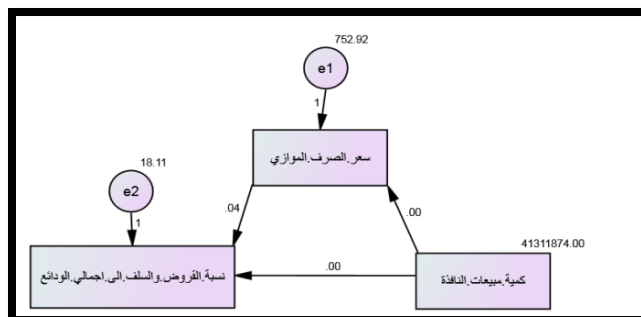 752.92
e1
1
سعر.الصرف.الموازي
18.11
e2
1
.04
.00
41311874.00
نسبة.القروض.والسلف.الى.اجمالي.الودائع
.00
كمية.مبيعات.النافذة